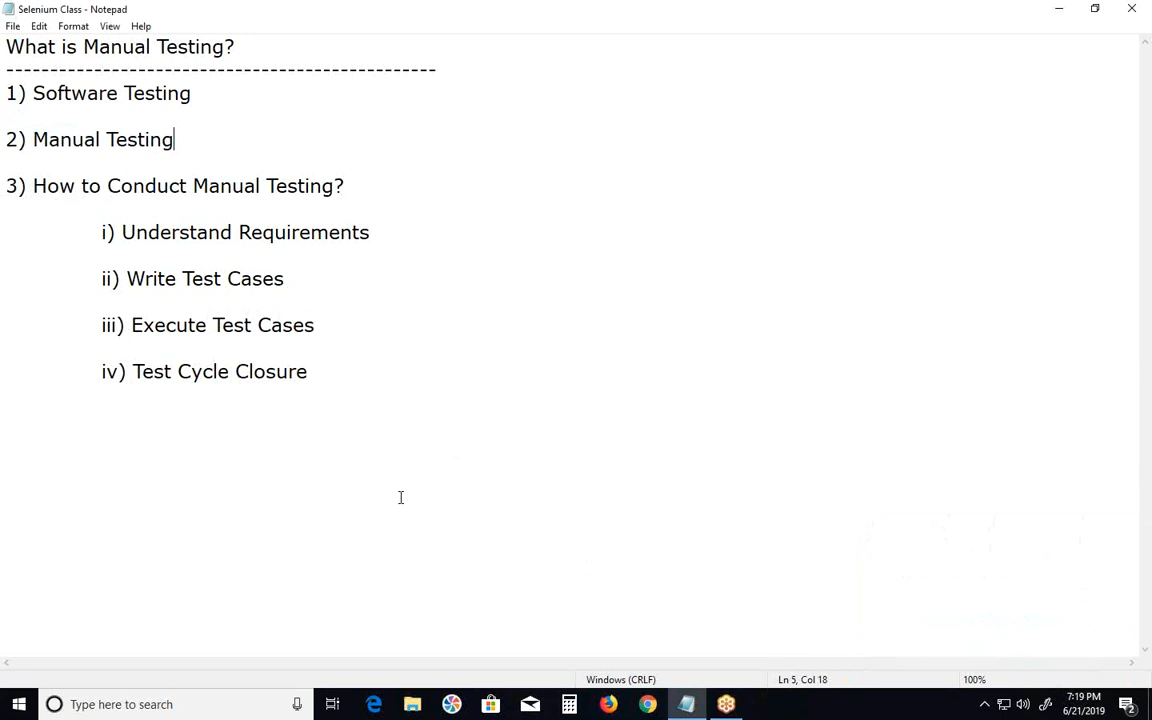 Selenium Class - Notepad
File Edit Format View Help
What is Manual Testing?
------------------------------------------------
1) Software Testing
2) Manual Testing
3) How to Conduct Manual Testing?
i) Understand Requirements
ii) Write Test Cases
iii) Execute Test Cases
iv) Test Cycle Closure
Windows (CRLF) Ln 5, Col 18 100%
Type here to search
7:19 PM
6/21/2019
2